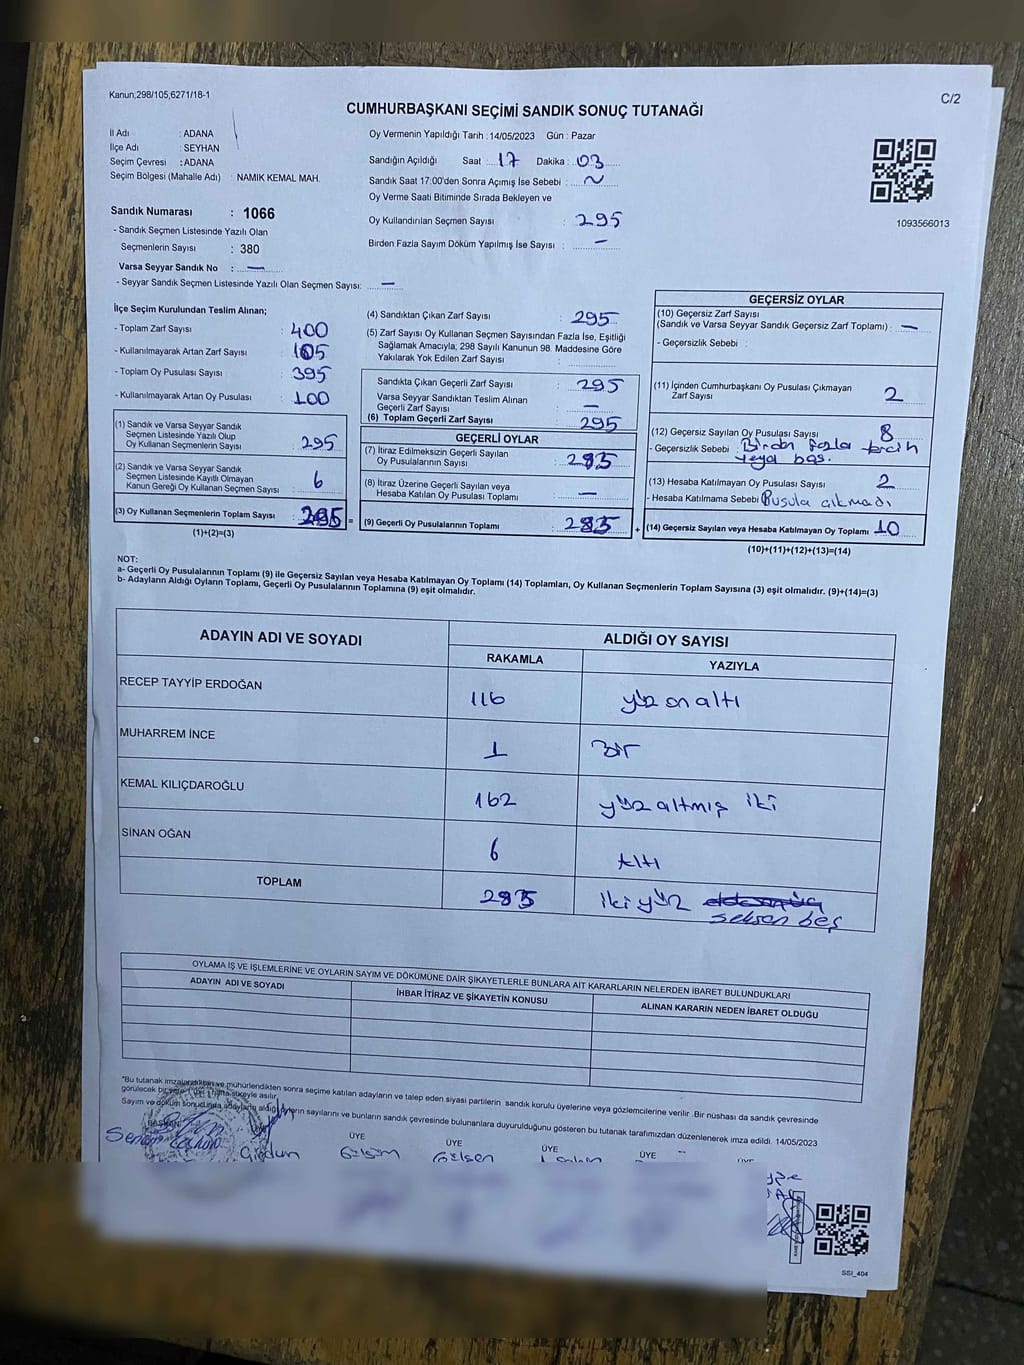 Kanun,298/105,6271/18-1
C/2
CUMHURBAŞKANI SEÇİMİ SANDIK SONUÇ TUTANAĞI
İl Adı : ADANA
İlçe Adı : SEYHAN
Seçim Çevresi : ADANA
Seçim Bölgesi (Mahalle Adı) : NAMIK KEMAL MAH.
Oy Vermenin Yapıldığı Tarih : 14/05/2023 Gün : Pazar
Sandığın Açıldığı Saat : 17 Dakika : 03
Sandık Saat 17:00'den Sonra Açımış İse Sebebi : ~
Oy Verme Saati Bitiminde Sırada Bekleyen ve
Oy Kullandırılan Seçmen Sayısı : 295
Birden Fazla Sayım Döküm Yapılmış İse Sayısı : —
1093566013
Sandık Numarası : 1066
- Sandık Seçmen Listesinde Yazılı Olan
Seçmenlerin Sayısı : 380
Varsa Seyyar Sandık No : —
- Seyyar Sandık Seçmen Listesinde Yazılı Olan Seçmen Sayısı: —
İlçe Seçim Kurulundan Teslim Alınan;
- Toplam Zarf Sayısı : 400
- Kullanılmayarak Artan Zarf Sayısı : 105
- Toplam Oy Pusulası Sayısı : 395
- Kullanılmayarak Artan Oy Pusulası : 100
(1) Sandık ve Varsa Seyyar Sandık
Seçmen Listesinde Yazılı Olup
Oy Kullanan Seçmenlerin Sayısı : 295
(2) Sandık ve Varsa Seyyar Sandık
Seçmen Listesinde Kayıtlı Olmayan
Kanun Gereği Oy Kullanan Seçmen Sayısı : 6
(3) Oy Kullanan Seçmenlerin Toplam Sayısı : 295 =
(1)+(2)=(3)
(4) Sandıktan Çıkan Zarf Sayısı : 295
(5) Zarf Sayısı Oy Kullanan Seçmen Sayısından Fazla İse, Eşitliği
Sağlamak Amacıyla; 298 Sayılı Kanunun 98. Maddesine Göre
Yakılarak Yok Edilen Zarf Sayısı :
Sandıkta Çıkan Geçerli Zarf Sayısı : 295
Varsa Seyyar Sandıktan Teslim Alınan
Geçerli Zarf Sayısı : —
(6) Toplam Geçerli Zarf Sayısı : 295
GEÇERLİ OYLAR
(7) İtiraz Edilmeksizin Geçerli Sayılan
Oy Pusulalarının Sayısı : 285
(8) İtiraz Üzerine Geçerli Sayılan veya
Hesaba Katılan Oy Pusulası Toplamı : —
(9) Geçerli Oy Pusulalarının Toplamı : 285 +
GEÇERSİZ OYLAR
(10) Geçersiz Zarf Sayısı
(Sandık ve Varsa Seyyar Sandık Geçersiz Zarf Toplamı) : —
- Geçersizlik Sebebi :
(11) İçinden Cumhurbaşkanı Oy Pusulası Çıkmayan
Zarf Sayısı : 2
(12) Geçersiz Sayılan Oy Pusulası Sayısı : 8
- Geçersizlik Sebebi : Birden fazla tercih
veya boş.
(13) Hesaba Katılmayan Oy Pusulası Sayısı : 2
- Hesaba Katılmama Sebebi : Pusula çıkmadı
(14) Geçersiz Sayılan veya Hesaba Katılmayan Oy Toplamı : 10
(10)+(11)+(12)+(13)=(14)
NOT:
a- Geçerli Oy Pusulalarının Toplamı (9) ile Geçersiz Sayılan veya Hesaba Katılmayan Oy Toplamı (14) Toplamları, Oy Kullanan Seçmenlerin Toplam Sayısına (3) eşit olmalıdır. (9)+(14)=(3)
b- Adayların Aldığı Oyların Toplamı, Geçerli Oy Pusulalarının Toplamına (9) eşit olmalıdır.
ADAYIN ADI VE SOYADI
ALDIĞI OY SAYISI
RAKAMLA YAZIYLA
RECEP TAYYİP ERDOĞAN 116 yüz on altı
MUHARREM İNCE 1 Bir
KEMAL KILIÇDAROĞLU 162 yüz altmış iki
SİNAN OĞAN 6 Altı
TOPLAM 285 iki yüz
seksen beş
OYLAMA İŞ VE İŞLEMLERİNE VE OYLARIN SAYIM VE DÖKÜMÜNE DAİR ŞİKAYETLERLE BUNLARA AİT KARARLARIN NELERDEN İBARET BULUNDUKLARI
ADAYIN ADI VE SOYADI
İHBAR İTİRAZ VE ŞİKAYETİN KONUSU
ALINAN KARARIN NEDEN İBARET OLDUĞU
"Bu tutanak imzalandıktan ve mühürlendikten sonra seçime katılan adayların ve talep eden siyasi partilerin sandık kurulu üyelerine veya gözlemcilerine verilir .Bir nüshası da sandık çevresinde
görülecek bir yere 1 (bir) hafta süreyle asılır.
Sayım ve döküm sonucunda adayların aldığı oyların sayılarını ve bunların sandık çevresinde bulunanlara duyurulduğunu gösteren bu tutanak tarafımızdan düzenlenerek imza edildi. 14/05/2023
BAŞKAN ÜYE ÜYE ÜYE ÜYE
Gülsüm Gülsen
SSI_404